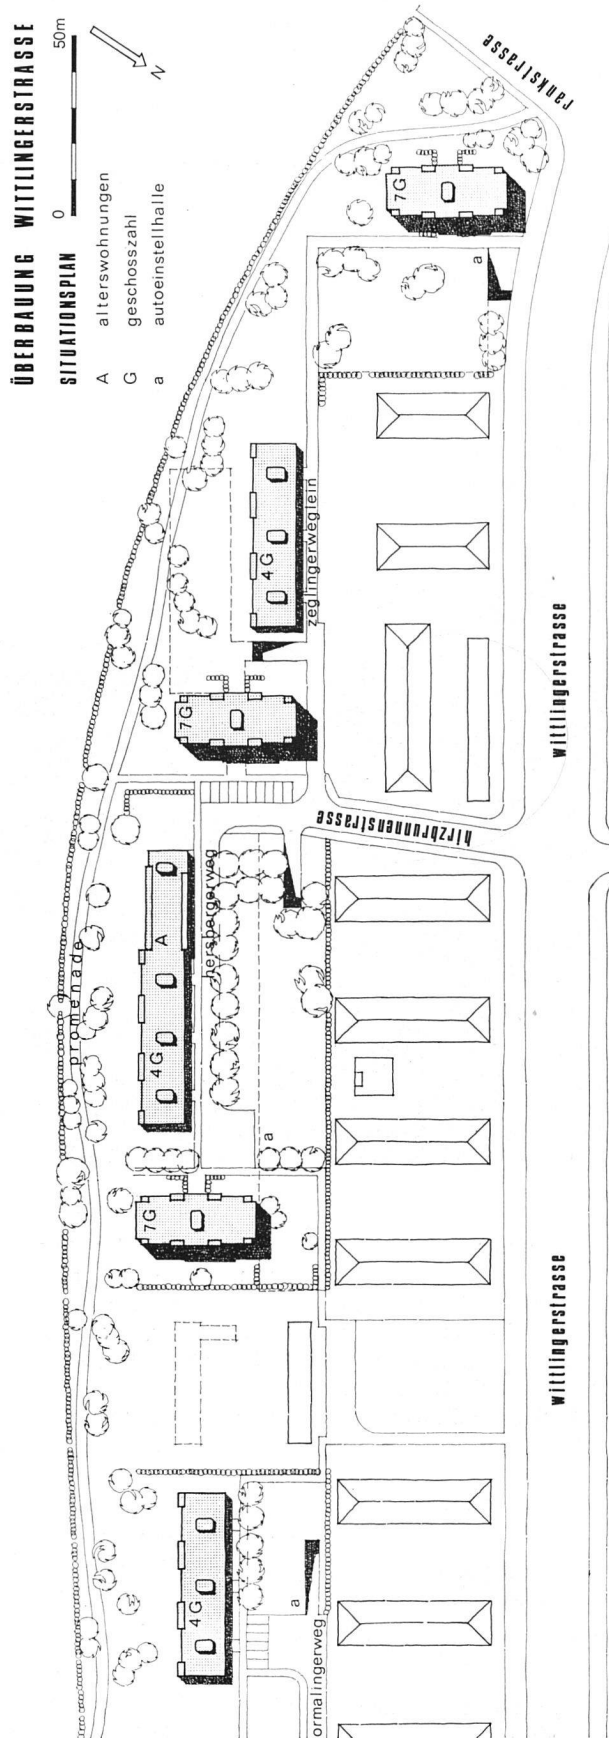 ÜBERBAUUNG WITTLINGERSTRASSE
SITUATIONSPLAN
A alterswohnungen
G geschosszahl
a autoeinstellhalle
0 50m
N
rankstrasse
7G
a
4G
zeglingerweglein
7G
wittlingerstrasse
hirzbrunnenstrasse
hersbergerweg
promenade
A
4G
a
7G
wittlingerstrasse
4G
a
ormalingerweg